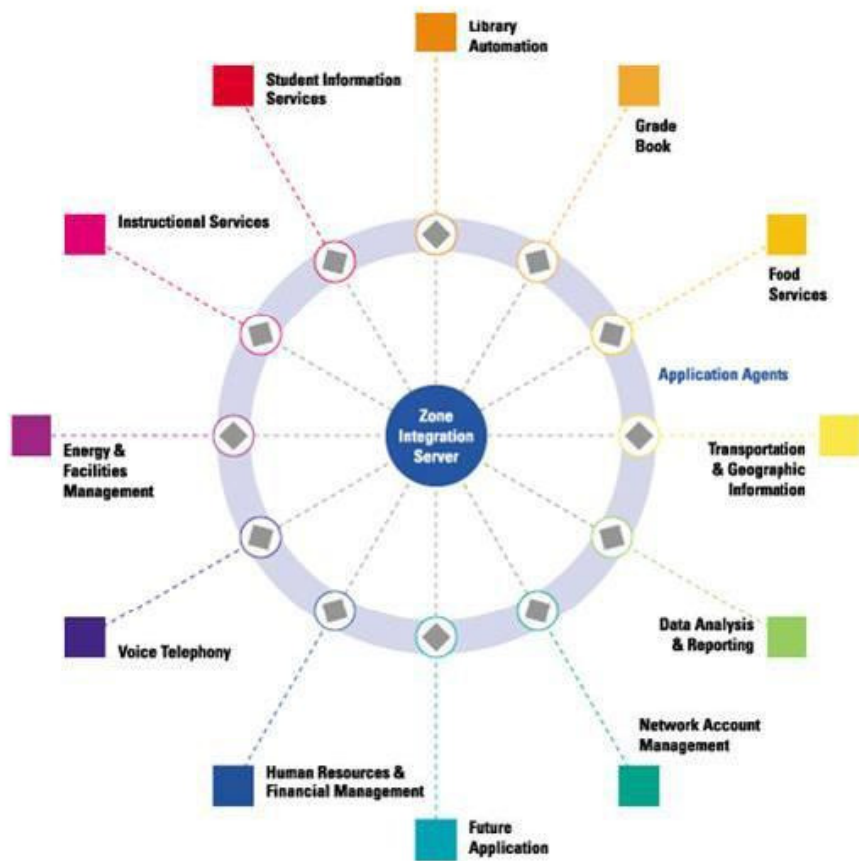 Library
Automation
Student Information
Services
Grade
Book
Instructional Services
Food
Services
Application Agents
Zone
Integration
Server
Energy &
Facilities
Management
Transportation
& Geographic
Information
Voice Telephony
Data Analysis
& Reporting
Network Account
Management
Human Resources &
Financial Management
Future
Application